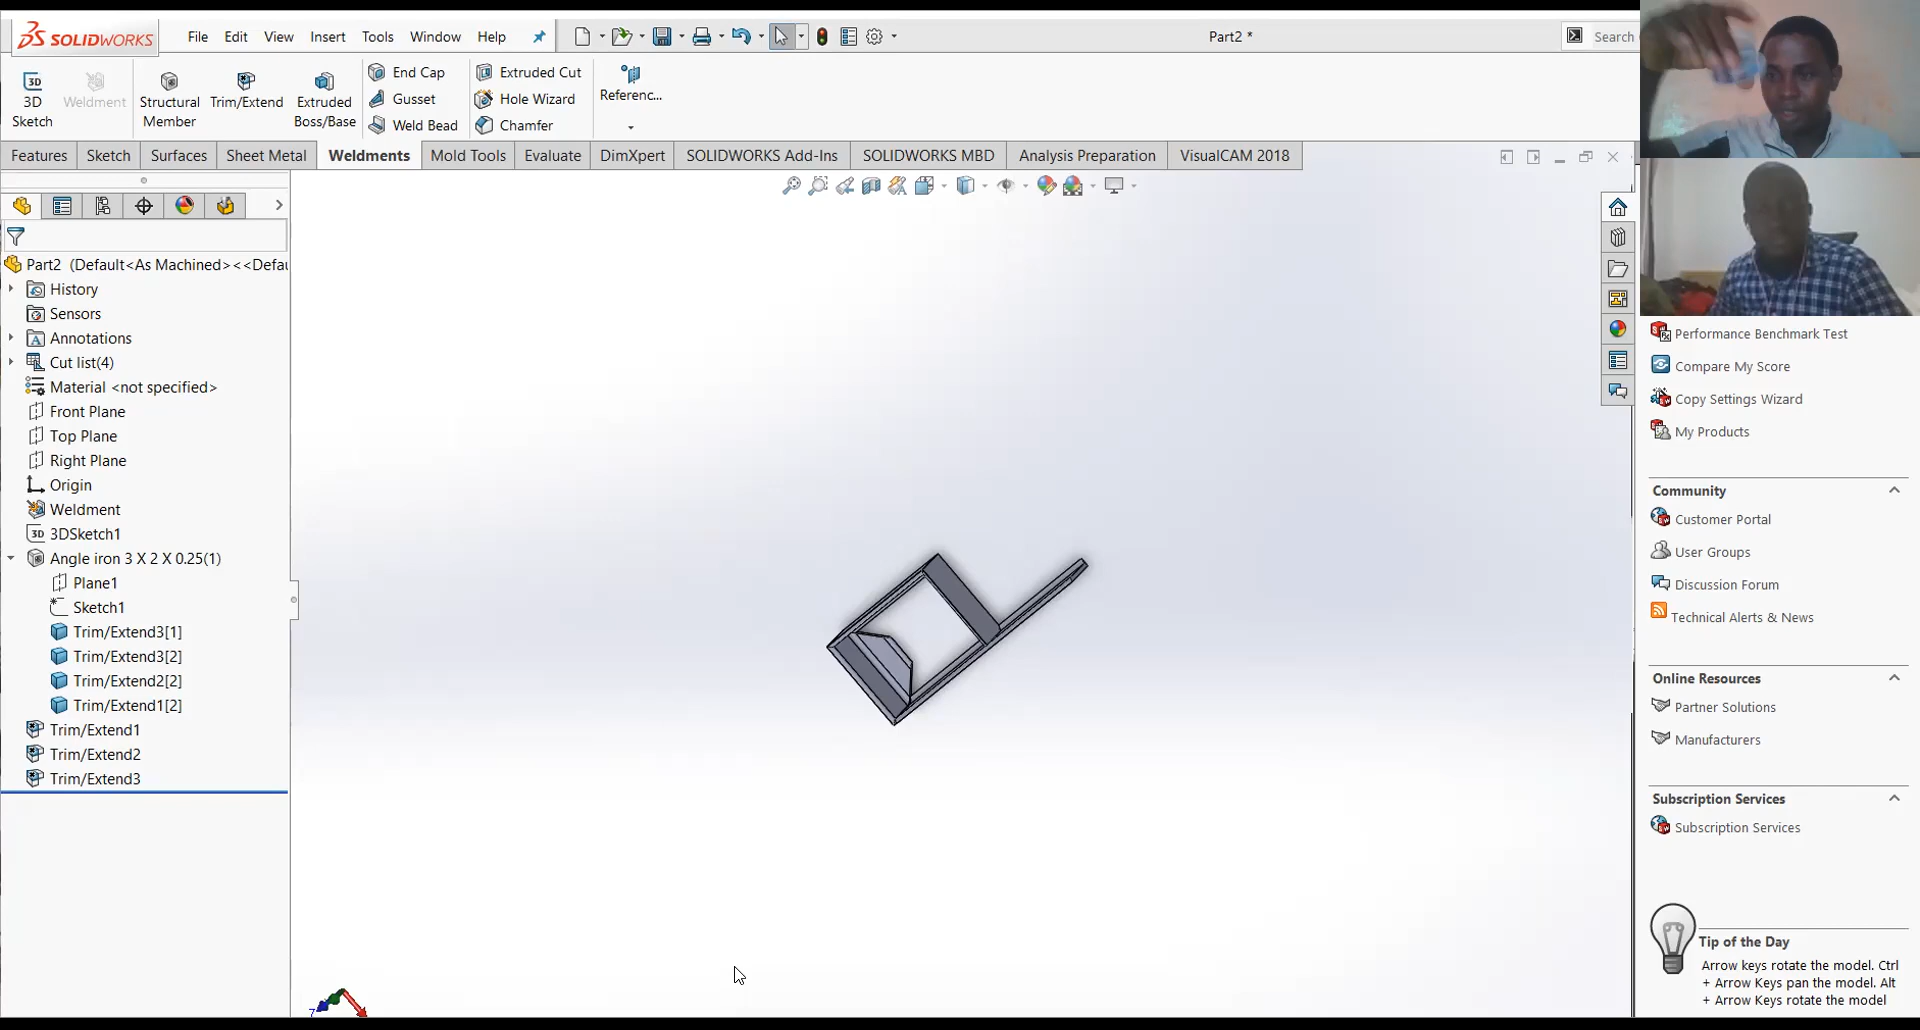 SOLIDWORKS
File Edit View Insert Tools Window Help
Part2 *
Search
3D Sketch
Weldment
Structural Member
Trim/Extend
Extruded Boss/Base
End Cap
Gusset
Weld Bead
Extruded Cut
Hole Wizard
Chamfer
Referenc...
Features Sketch Surfaces Sheet Metal Weldments Mold Tools Evaluate DimXpert SOLIDWORKS Add-Ins SOLIDWORKS MBD Analysis Preparation VisualCAM 2018
Part2 (Default<As Machined><<Defau
History
Sensors
Annotations
Cut list(4)
Material <not specified>
Front Plane
Top Plane
Right Plane
Origin
Weldment
3D 3DSketch1
Angle iron 3 X 2 X 0.25(1)
Plane1
Sketch1
Trim/Extend3[1]
Trim/Extend3[2]
Trim/Extend2[2]
Trim/Extend1[2]
Trim/Extend1
Trim/Extend2
Trim/Extend3
Performance Benchmark Test
Compare My Score
Copy Settings Wizard
My Products
Community
Customer Portal
User Groups
Discussion Forum
Technical Alerts & News
Online Resources
Partner Solutions
Manufacturers
Subscription Services
Subscription Services
Tip of the Day
Arrow keys rotate the model. Ctrl
+ Arrow Keys pan the model. Alt
+ Arrow Keys rotate the model